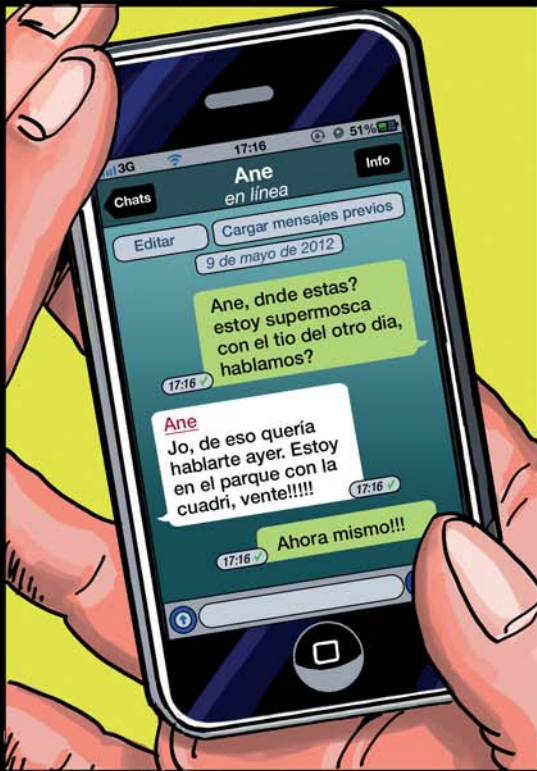 3G 17:16 51%
Chats Ane Info
en línea
Editar Cargar mensajes previos
9 de mayo de 2012
Ane, dnde estas?
estoy supermosca
con el tio del otro dia,
hablamos?
17:16 ✓
Ane
Jo, de eso quería
hablarte ayer. Estoy
en el parque con la
cuadri, vente!!!!!
17:16 ✓
Ahora mismo!!!
17:16 ✓